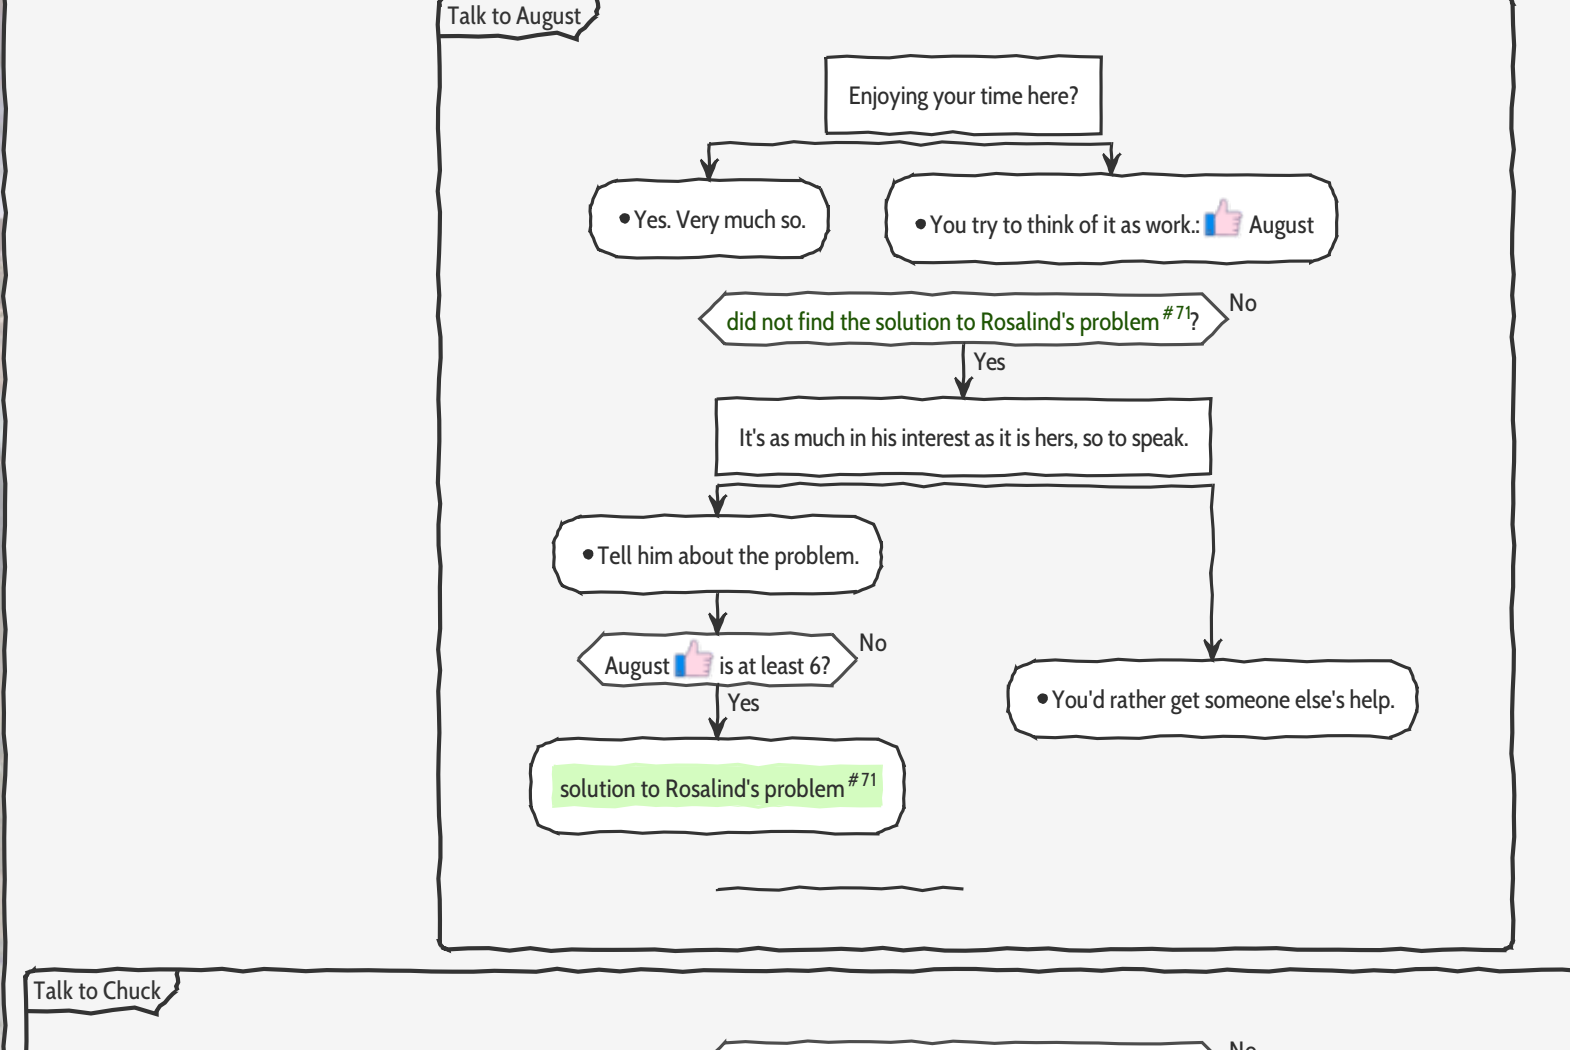 Talk to August
Enjoying your time here?
•Yes. Very much so.
•You try to think of it as work.: August
did not find the solution to Rosalind's problem #71?
No
Yes
It's as much in his interest as it is hers, so to speak.
•Tell him about the problem.
August is at least 6?
No
Yes
•You'd rather get someone else's help.
solution to Rosalind's problem #71
Talk to Chuck
No